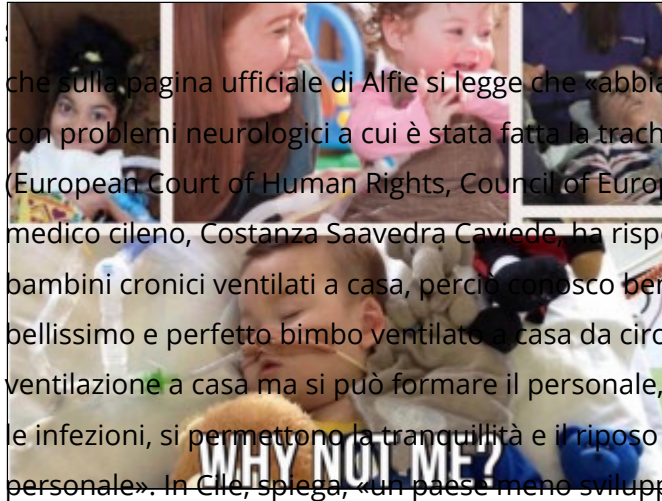 che sulla pagina ufficiale di Alfie si legge che «abbia
con problemi neurologici a cui è stata fatta la trach
(European Court of Human Rights, Council of Euro
medico cileno, Costanza Saavedra Caviede, ha rispo
bambini cronici ventilati a casa, perciò conosco ben
bellissimo e perfetto bimbo ventilato a casa da circ
ventilazione a casa ma si può formare il personale,
le infezioni, si permettono la tranquillità e il riposo
WHY NOT ME?
personale». In Cile, spiega, «un paese meno svilupp